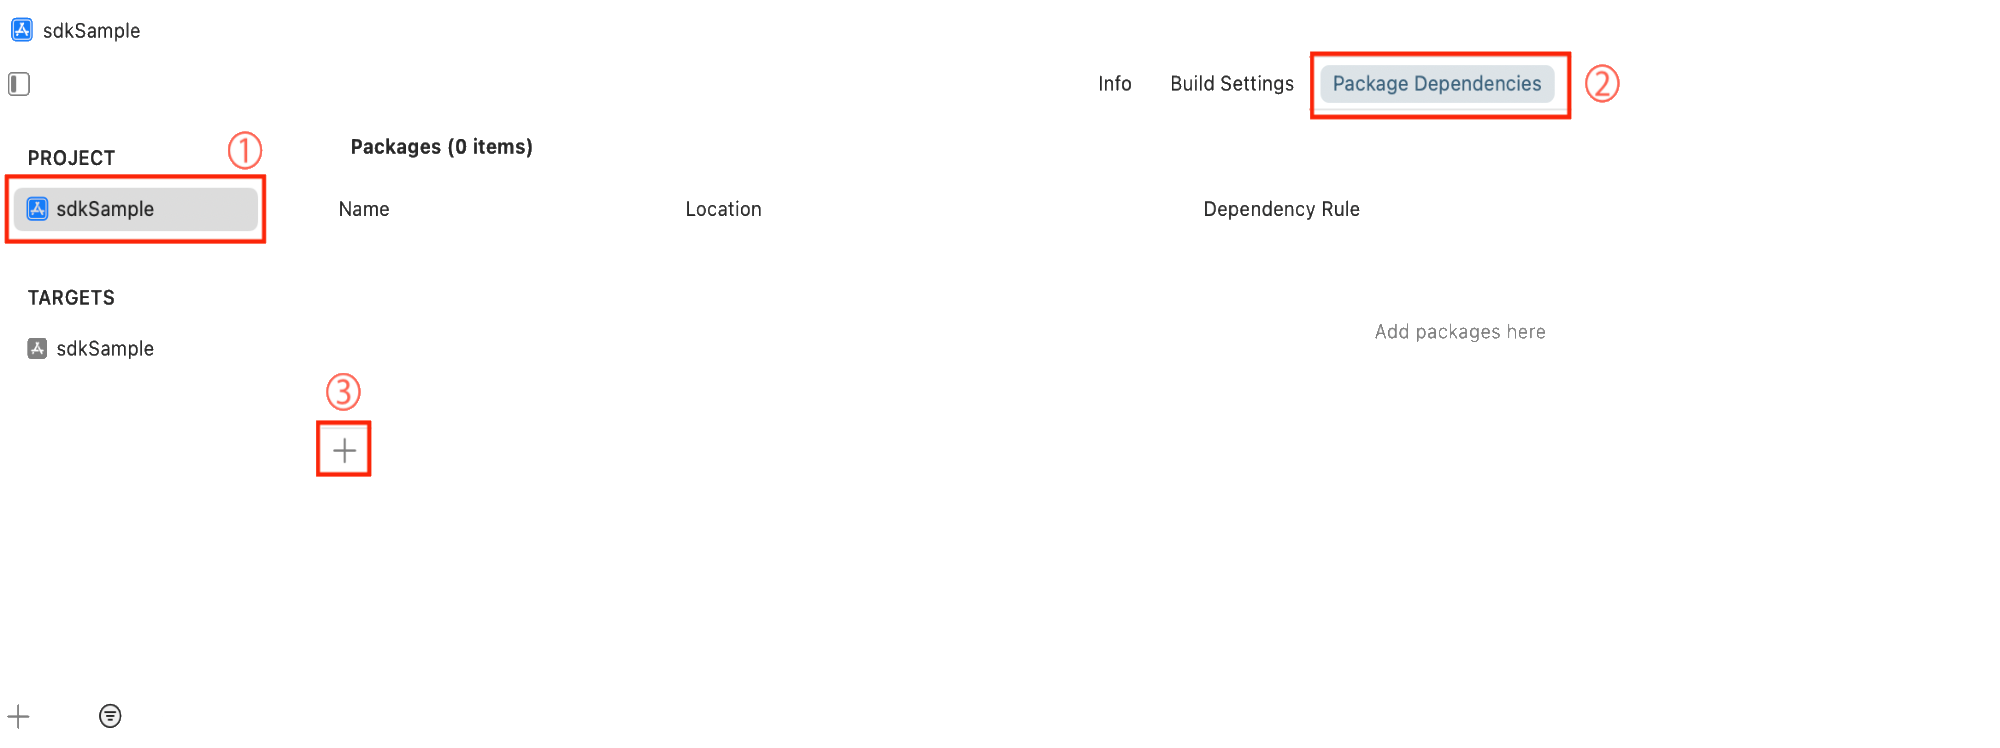 sdkSample
Info Build Settings Package Dependencies ②
PROJECT ①
Packages (0 items)
sdkSample
Name Location Dependency Rule
TARGETS
Add packages here
sdkSample
③